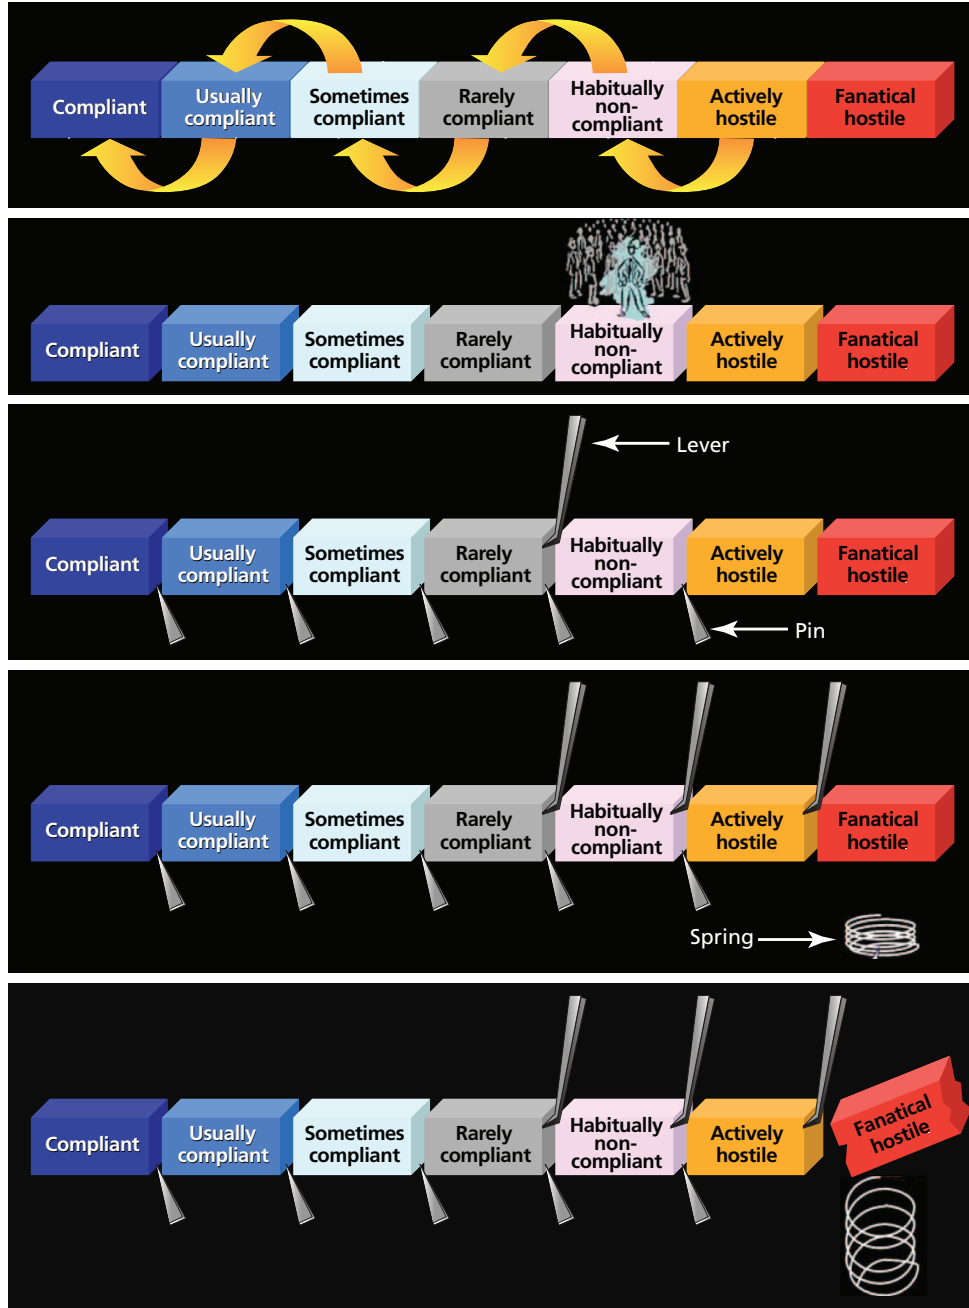 Compliant
Usually
compliant
Sometimes
compliant
Rarely
compliant
Habitually
non-
compliant
Actively
hostile
Fanatical
hostile
Compliant
Usually
compliant
Sometimes
compliant
Rarely
compliant
Habitually
non-
compliant
Actively
hostile
Fanatical
hostile
Lever
Compliant
Usually
compliant
Sometimes
compliant
Rarely
compliant
Habitually
non-
compliant
Actively
hostile
Fanatical
hostile
Pin
Compliant
Usually
compliant
Sometimes
compliant
Rarely
compliant
Habitually
non-
compliant
Actively
hostile
Fanatical
hostile
Spring
Compliant
Usually
compliant
Sometimes
compliant
Rarely
compliant
Habitually
non-
compliant
Actively
hostile
Fanatical
hostile